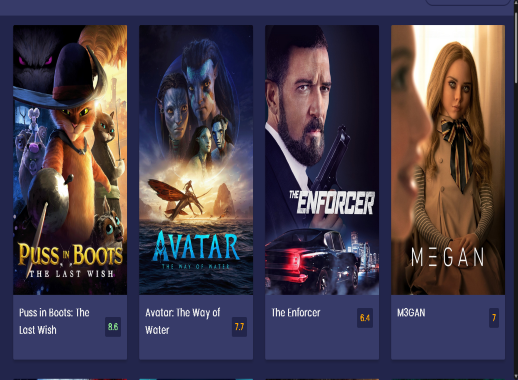 PUSS IN BOOTS
THE LAST WISH
AVATAR
THE WAY OF WATER
THE ENFORCER
M3GAN
Puss in Boots: The
Last Wish
8.6
Avatar: The Way of
Water
7.7
The Enforcer
6.4
M3GAN
7